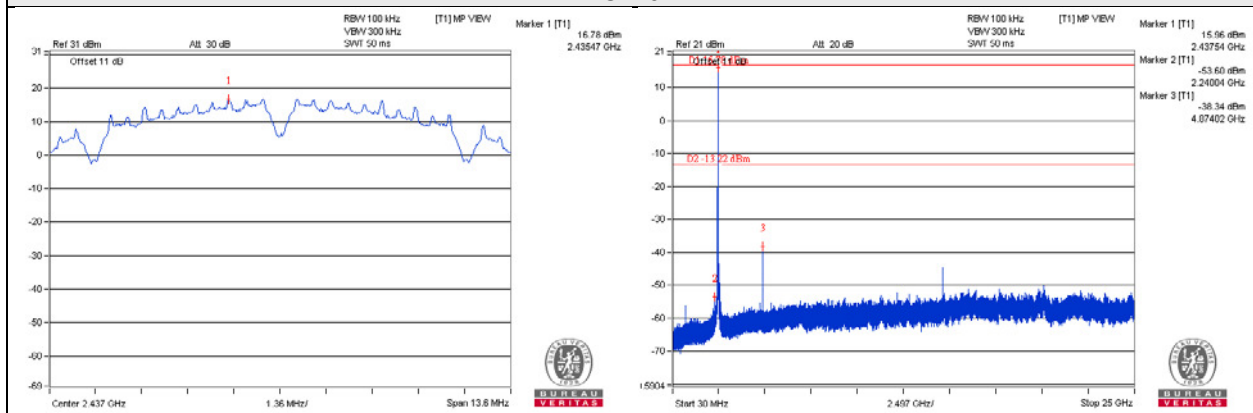 RBW 100 kHz [T1] MP VIEW
VBW 300 kHz
Ref 31 dBm Att 30 dB SWT 50 ms
Marker 1 [T1]
16.78 dBm
2.43547 GHz
31
Offset 11 dB
1
20
10
0
-10
-20
-30
-40
-50
-60
-69
Center 2.437 GHz 1.36 MHz/ Span 13.6 MHz
BUREAU
VERITAS
RBW 100 kHz [T1] MP VIEW
VBW 300 kHz
Ref 21 dBm Att 20 dB SWT 50 ms
Marker 1 [T1]
15.96 dBm
2.43754 GHz
Marker 2 [T1]
-53.60 dBm
2.24004 GHz
Marker 3 [T1]
-38.34 dBm
4.07402 GHz
21
Offset 11 dB
10
0
-10
D2 -13.22 dBm
-20
-30
3
-40
-50
2
-60
-70
Start 30 MHz 2.497 GHz/ Stop 25 GHz
BUREAU
VERITAS